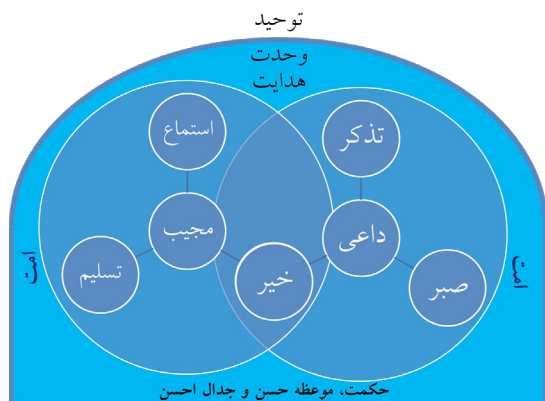 توحید
وحدت
هدایت
تذکر
استماع
داعی
مجیب
امت
امت
صبر
خیر
تسلیم
حکمت، موعظه حسن و جدال احسن